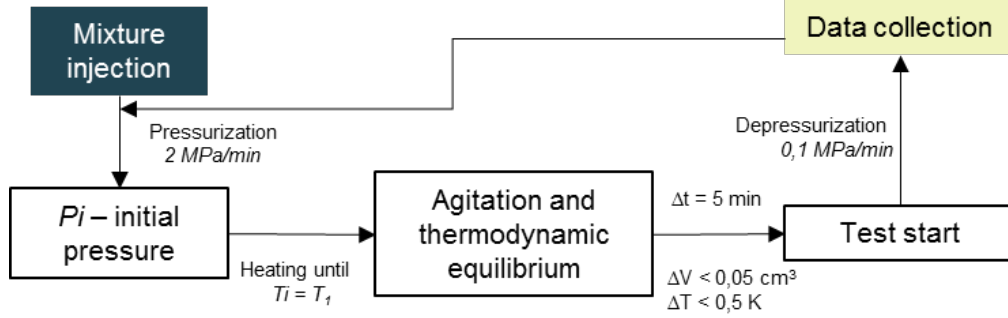 Mixture
injection
Data collection
Pressurization
2 MPa/min
Depressurization
0,1 MPa/min
Pi – initial
pressure
Heating until
Ti = T₁
Agitation and
thermodynamic
equilibrium
Δt = 5 min
ΔV < 0,05 cm³
ΔT < 0,5 K
Test start